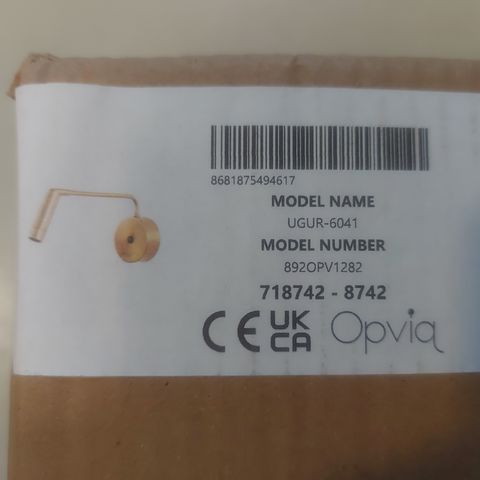 8681875494617
MODEL NAME
UGUR-6041
MODEL NUMBER
892OPV1282
718742 - 8742
CE UK CA Opviq